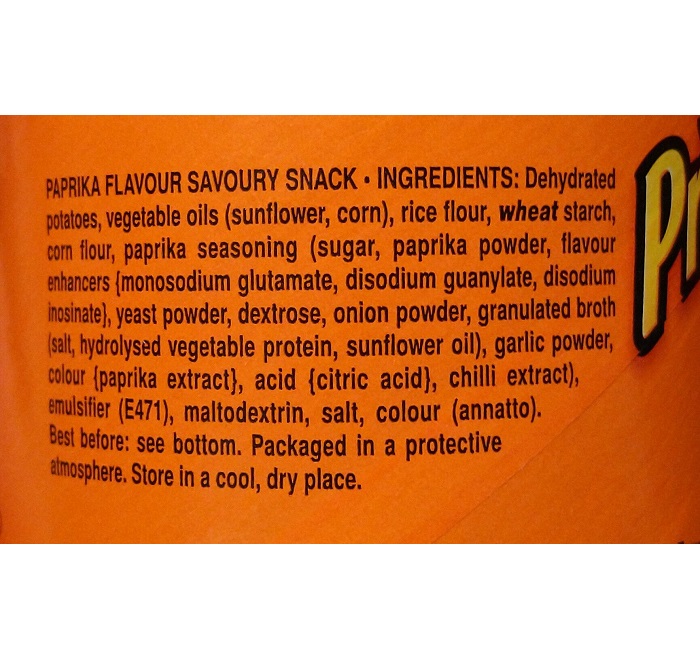 PAPRIKA FLAVOUR SAVOURY SNACK • INGREDIENTS: Dehydrated
potatoes, vegetable oils (sunflower, corn), rice flour, wheat starch,
corn flour, paprika seasoning (sugar, paprika powder, flavour
enhancers {monosodium glutamate, disodium guanylate, disodium
inosinate}, yeast powder, dextrose, onion powder, granulated broth
(salt, hydrolysed vegetable protein, sunflower oil), garlic powder,
colour {paprika extract}, acid {citric acid}, chilli extract),
emulsifier (E471), maltodextrin, salt, colour (annatto).
Best before: see bottom. Packaged in a protective
atmosphere. Store in a cool, dry place.